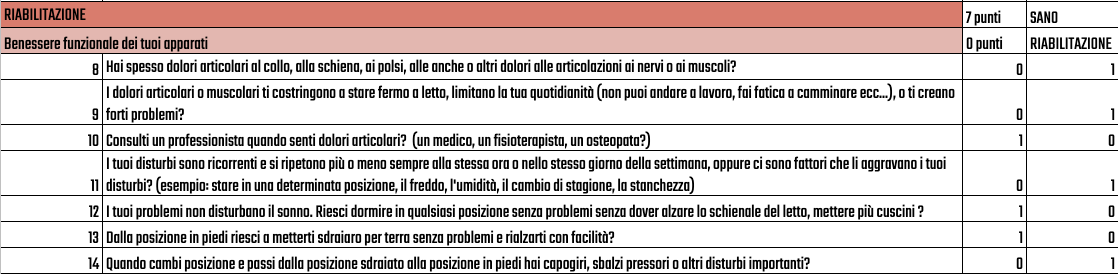 RIABILITAZIONE 7 punti SANO
Benessere funzionale dei tuoi apparati 0 punti RIABILITAZIONE
8 Hai spesso dolori articolari al collo, alla schiena, ai polsi, alle anche o altri dolori alle articolazioni ai nervi o ai muscoli? 0 1
I dolori articolari o muscolari ti costringono a stare fermo a letto, limitano la tua quotidianità (non puoi andare a lavoro, fai fatica a camminare ecc...), o ti creano
9 forti problemi? 0 1
10 Consulti un professionista quando senti dolori articolari? (un medico, un fisioterapista, un osteopata?) 1 0
I tuoi disturbi sono ricorrenti e si ripetono più o meno sempre alla stessa ora o nello stesso giorno della settimana, oppure ci sono fattori che li aggravano i tuoi
11 disturbi? (esempio: stare in una determinata posizione, il freddo, l'umidità, il cambio di stagione, la stanchezza) 0 1
12 I tuoi problemi non disturbano il sonno. Riesci dormire in qualsiasi posizione senza problemi senza dover alzare lo schienale del letto, mettere più cuscini ? 1 0
13 Dalla posizione in piedi riesci a metterti sdraiaro per terra senza problemi e rialzarti con facilità? 1 0
14 Quando cambi posizione e passi dalla posizione sdraiato alla posizione in piedi hai capogiri, sbalzi pressori o altri disturbi importanti? 0 1